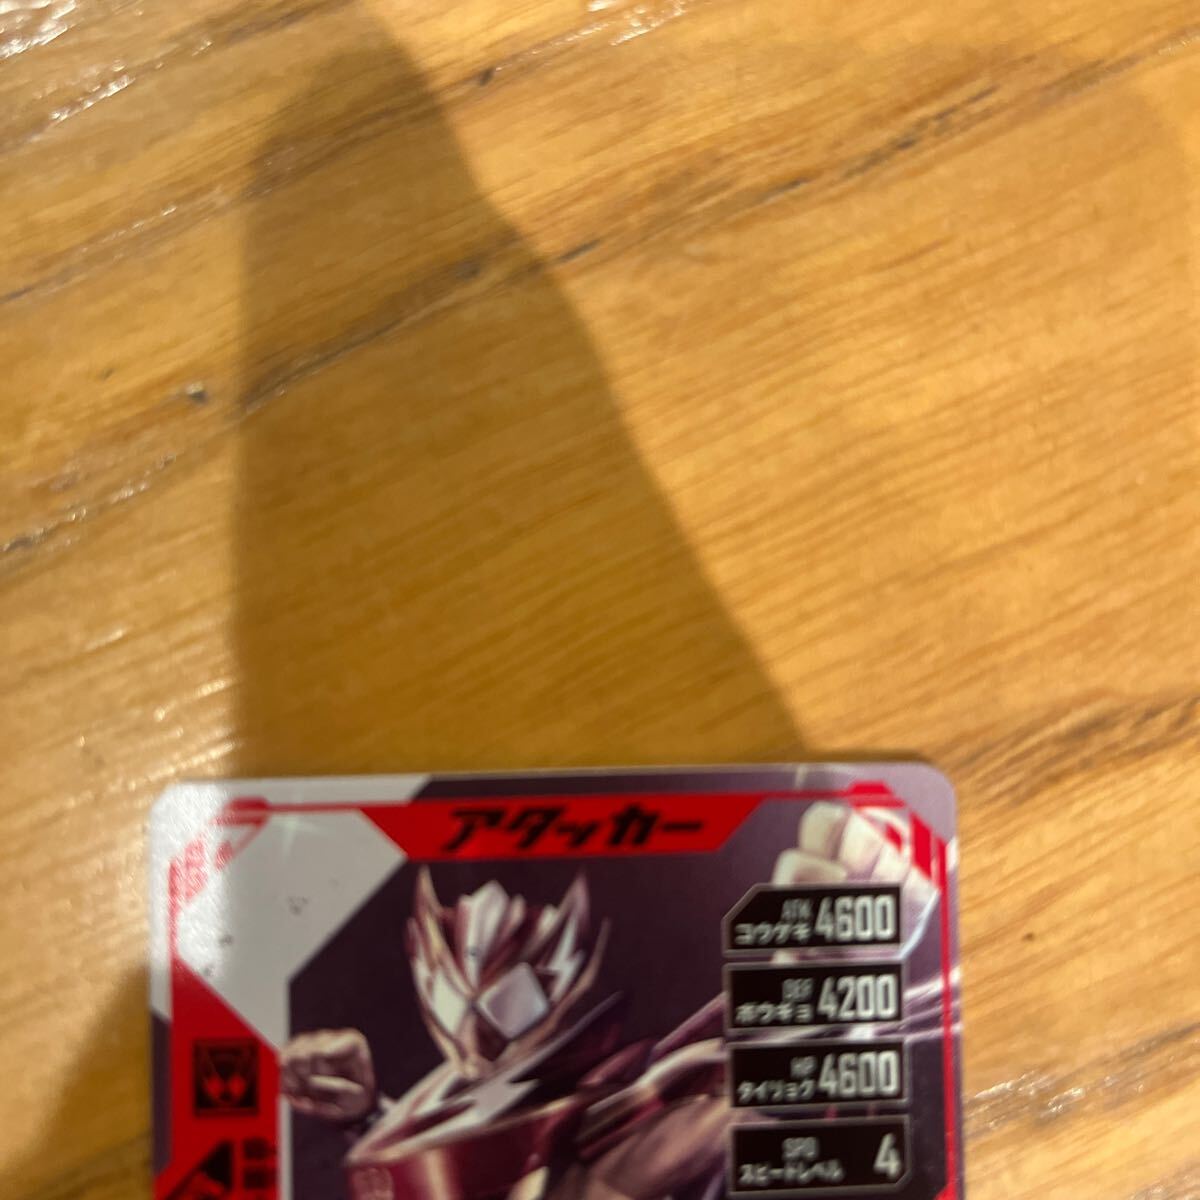 アタッカー
ATK
コウゲキ 4600
DEF
ボウギョ 4200
HP
タイリョク 4600
SPD
スピードレベル 4